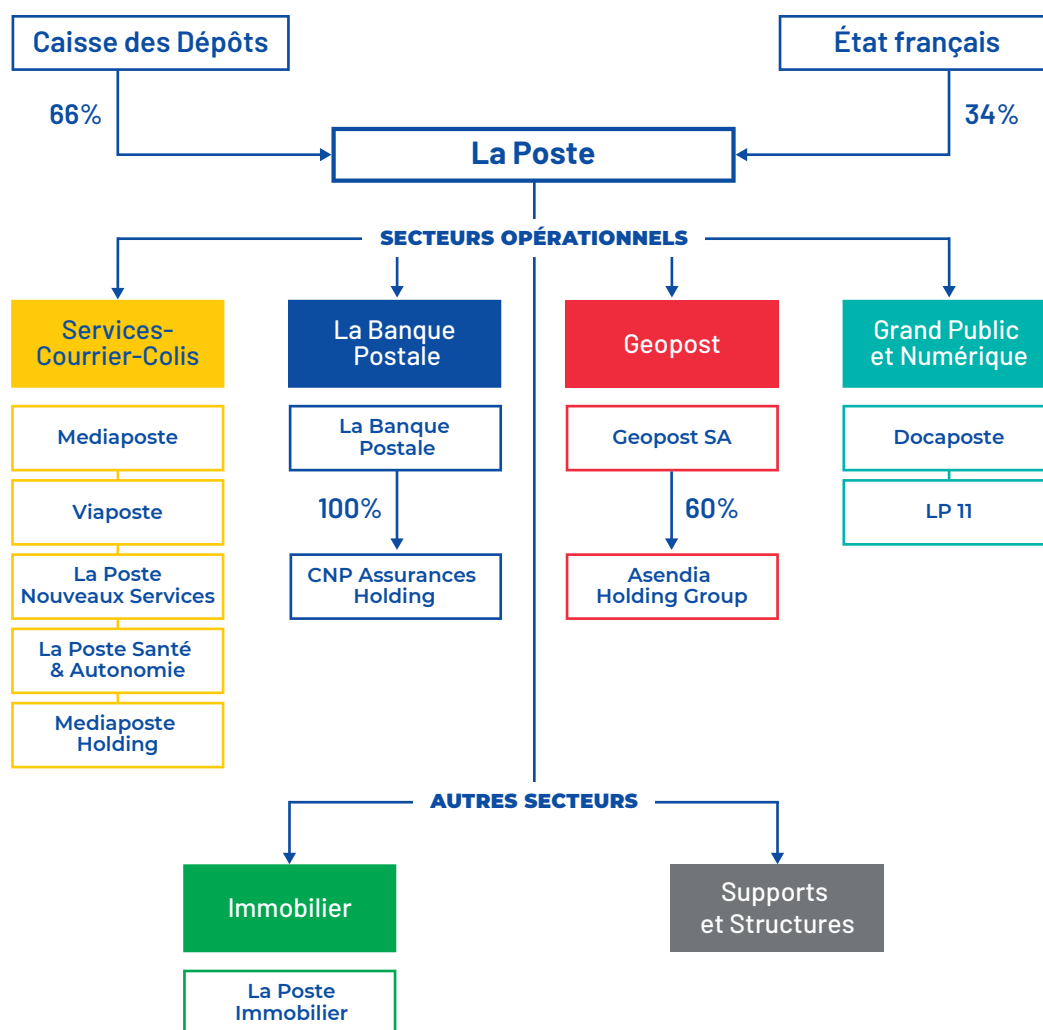 Caisse des Dépôts
État français
66%
34%
La Poste
SECTEURS OPÉRATIONNELS
Services-
Courrier-Colis
La Banque
Postale
Geopost
Grand Public
et Numérique
Mediaposte
La Banque
Postale
Geopost SA
Docaposte
Viaposte
100%
60%
LP 11
La Poste
Nouveaux Services
CNP Assurances
Holding
Asendia
Holding Group
La Poste Santé
& Autonomie
Mediaposte
Holding
AUTRES SECTEURS
Immobilier
Supports
et Structures
La Poste
Immobilier